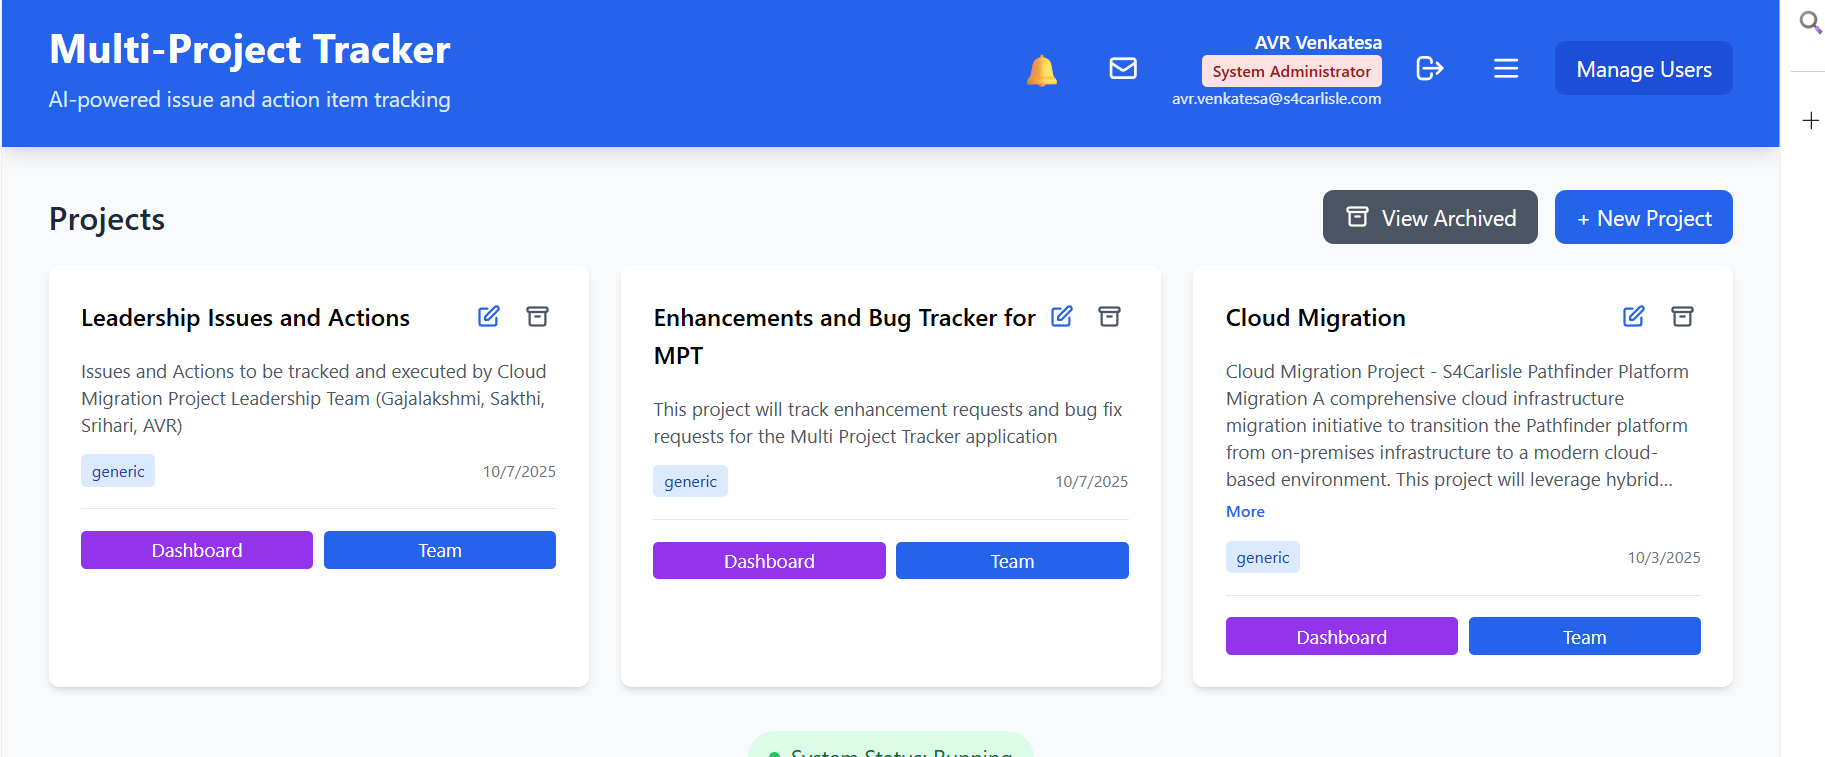 Multi-Project Tracker
AI-powered issue and action item tracking
AVR Venkatesa
System Administrator
avr.venkatesa@s4carlisle.com
Manage Users
Projects
View Archived
+ New Project
Leadership Issues and Actions
Issues and Actions to be tracked and executed by Cloud
Migration Project Leadership Team (Gajalakshmi, Sakthi,
Srihari, AVR)
generic
10/7/2025
Dashboard
Team
Enhancements and Bug Tracker for
MPT
This project will track enhancement requests and bug fix
requests for the Multi Project Tracker application
generic
10/7/2025
Dashboard
Team
Cloud Migration
Cloud Migration Project - S4Carlisle Pathfinder Platform
Migration A comprehensive cloud infrastructure
migration initiative to transition the Pathfinder platform
from on-premises infrastructure to a modern cloud-
based environment. This project will leverage hybrid...
More
generic
10/3/2025
Dashboard
Team
System Status: Running